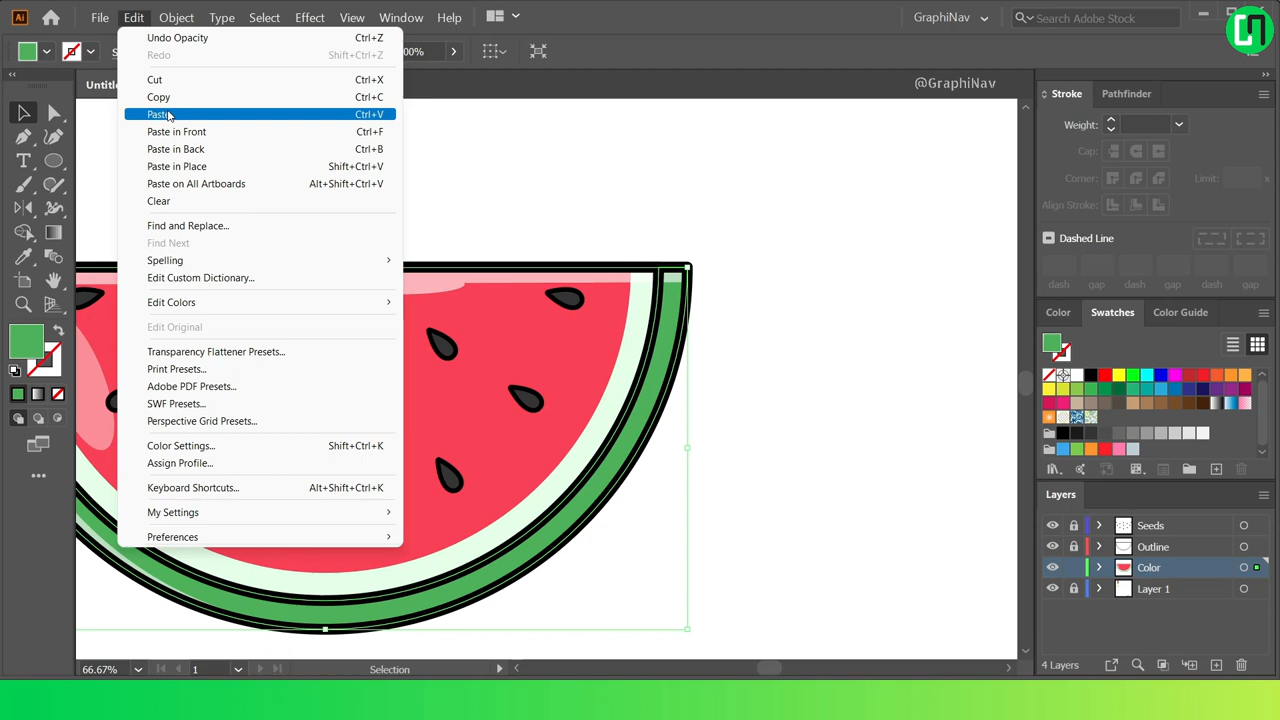 Ai File Edit Object Type Select Effect View Window Help GraphiNav Search Adobe Stock
00%
Untitle @GraphiNav
Undo Opacity Ctrl+Z
Redo Shift+Ctrl+Z
Cut Ctrl+X
Copy Ctrl+C
Paste Ctrl+V
Paste in Front Ctrl+F
Paste in Back Ctrl+B
Paste in Place Shift+Ctrl+V
Paste on All Artboards Alt+Shift+Ctrl+V
Clear
Find and Replace...
Find Next
Spelling
Edit Custom Dictionary...
Edit Colors
Edit Original
Transparency Flattener Presets...
Print Presets...
Adobe PDF Presets...
SWF Presets...
Perspective Grid Presets...
Color Settings... Shift+Ctrl+K
Assign Profile...
Keyboard Shortcuts... Alt+Shift+Ctrl+K
My Settings
Preferences
Stroke Pathfinder
Weight:
Cap:
Corner: Limit: x
Align Stroke:
Dashed Line
dash gap dash gap dash gap
Color Swatches Color Guide
Layers
Seeds
Outline
Color
Layer 1
4 Layers
66.67% 1 Selection